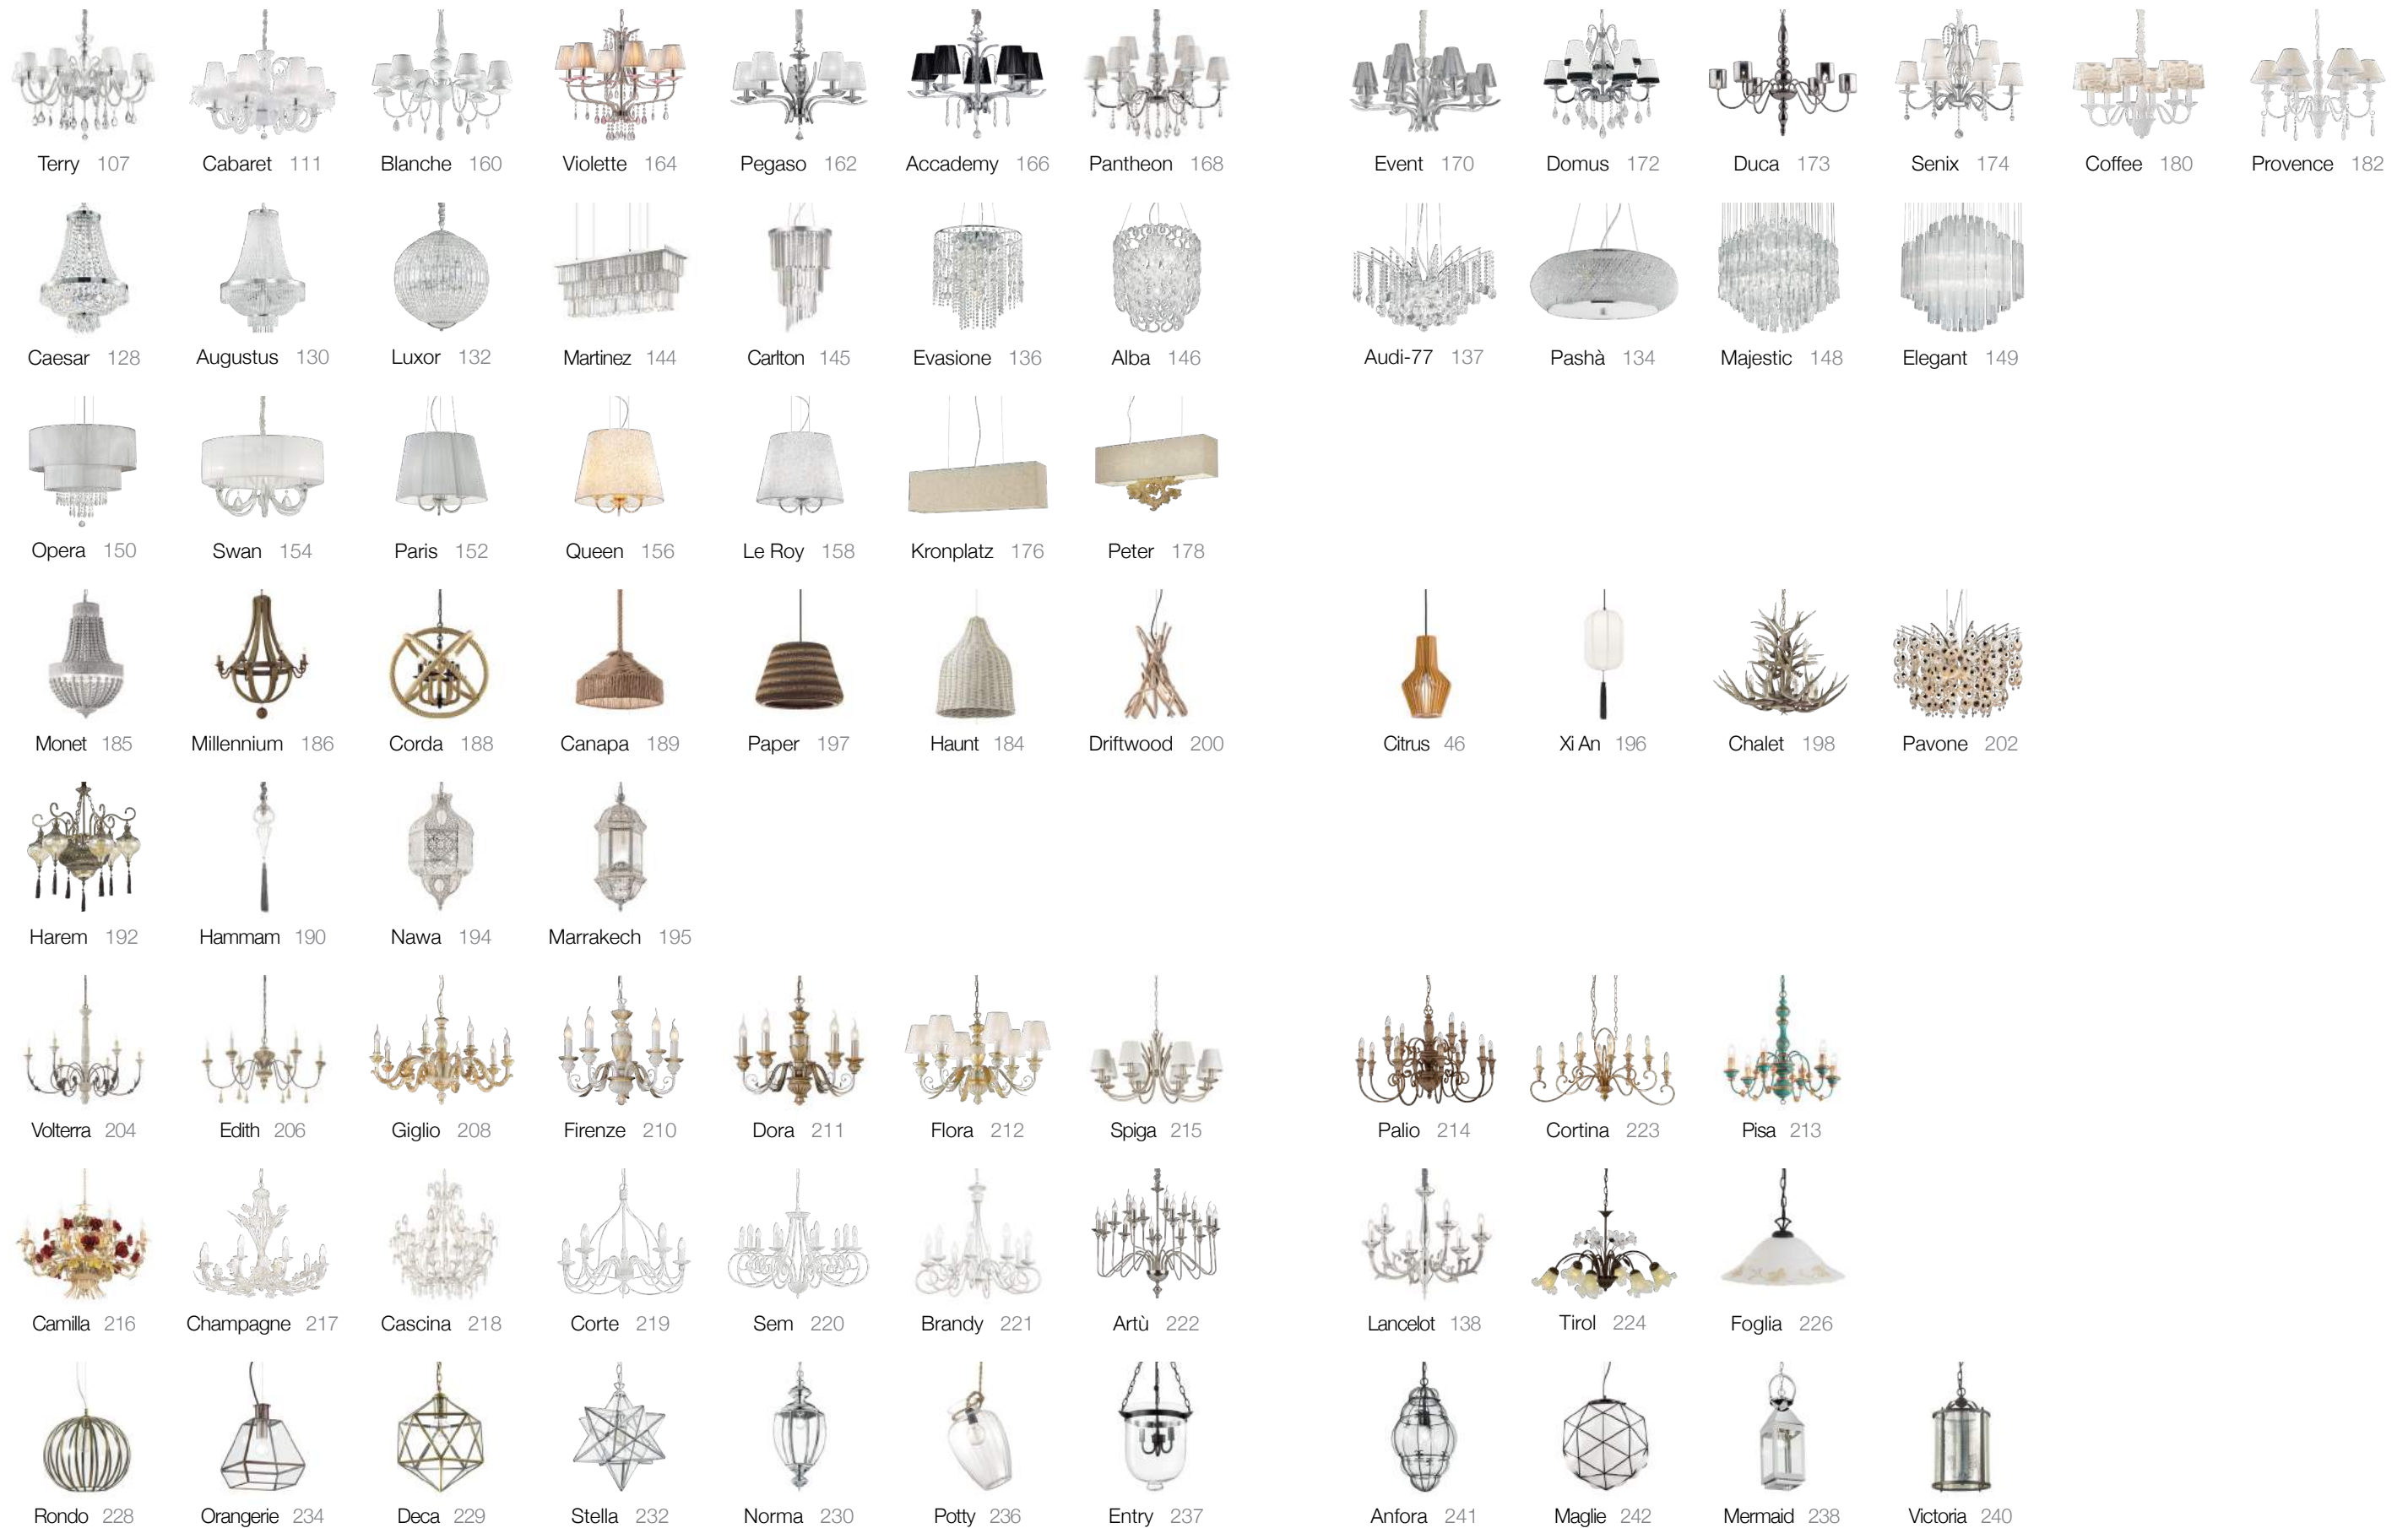 Terry 107 Cabaret 111 Blanche 160 Violette 164 Pegaso 162 Accademy 166 Pantheon 168 Event 170 Domus 172 Duca 173 Senix 174 Coffee 180 Provence 182
Caesar 128 Augustus 130 Luxor 132 Martinez 144 Carlton 145 Evasione 136 Alba 146 Audi-77 137 Pashà 134 Majestic 148 Elegant 149
Opera 150 Swan 154 Paris 152 Queen 156 Le Roy 158 Kronplatz 176 Peter 178
Monet 185 Millennium 186 Corda 188 Canapa 189 Paper 197 Haunt 184 Driftwood 200 Citrus 46 Xi An 196 Chalet 198 Pavone 202
Harem 192 Hammam 190 Nawa 194 Marrakech 195
Volterra 204 Edith 206 Giglio 208 Firenze 210 Dora 211 Flora 212 Spiga 215 Palio 214 Cortina 223 Pisa 213
Camilla 216 Champagne 217 Cascina 218 Corte 219 Sem 220 Brandy 221 Artù 222 Lancelot 138 Tirol 224 Foglia 226
Rondo 228 Orangerie 234 Deca 229 Stella 232 Norma 230 Potty 236 Entry 237 Anfora 241 Maglie 242 Mermaid 238 Victoria 240